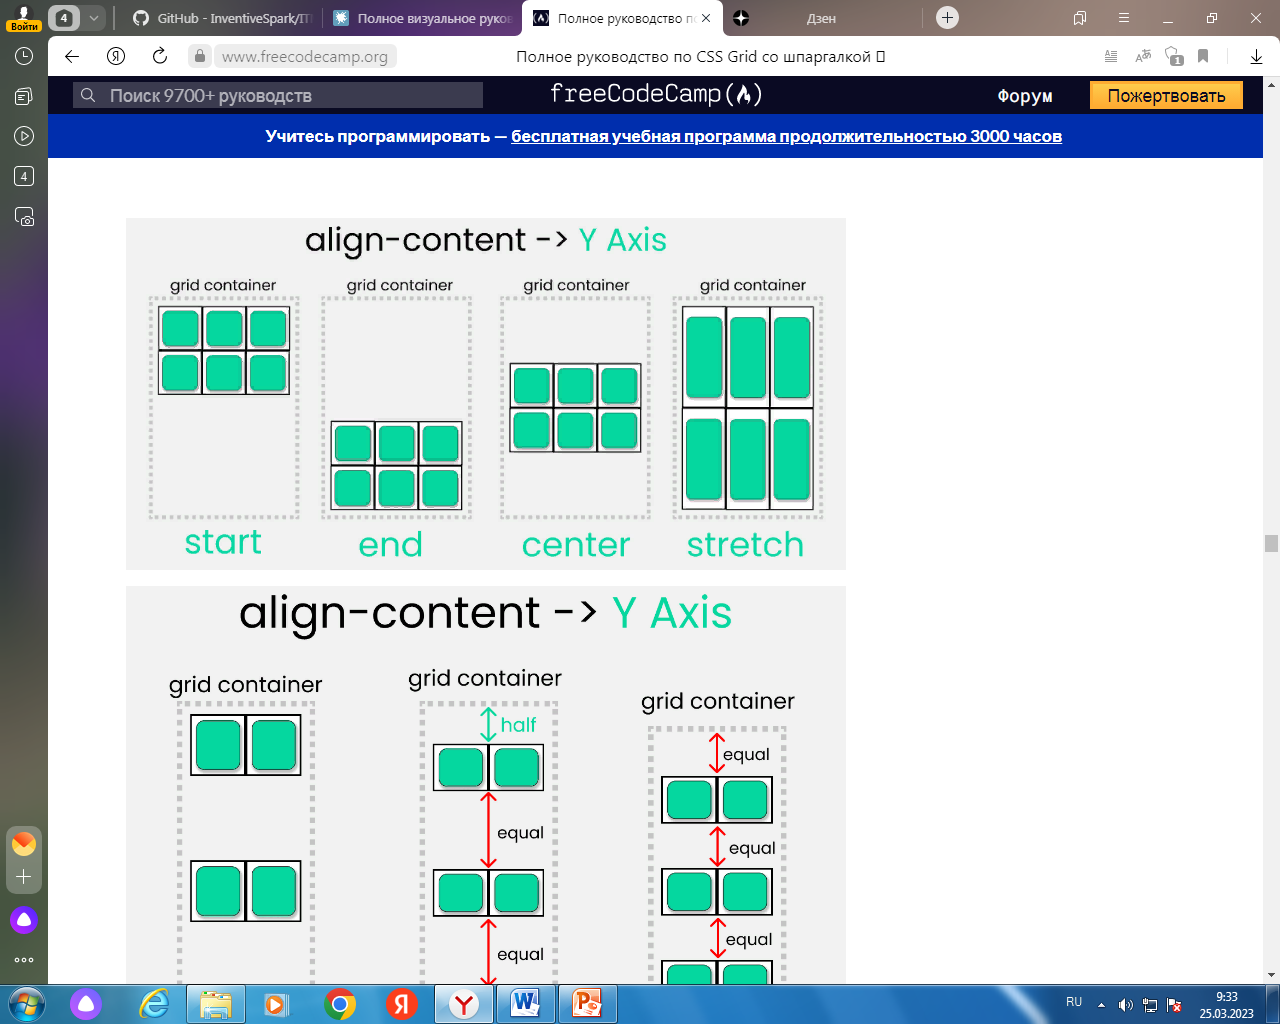 Войти
4
GitHub - InventiveSpark/ITI
Полное визуальное руков
Полное руководство по
Дзен
www.freecodecamp.org
Полное руководство по CSS Grid со шпаргалкой
1
Поиск 9700+ руководств
freeCodeCamp
Форум
Пожертвовать
Учитесь программировать — бесплатная учебная программа продолжительностью 3000 часов
4
align-content -> Y Axis
grid container
grid container
grid container
grid container
start
end
center
stretch
align-content -> Y Axis
grid container
grid container
grid container
half
equal
equal
equal
equal
equal
RU
9:33
25.03.2023